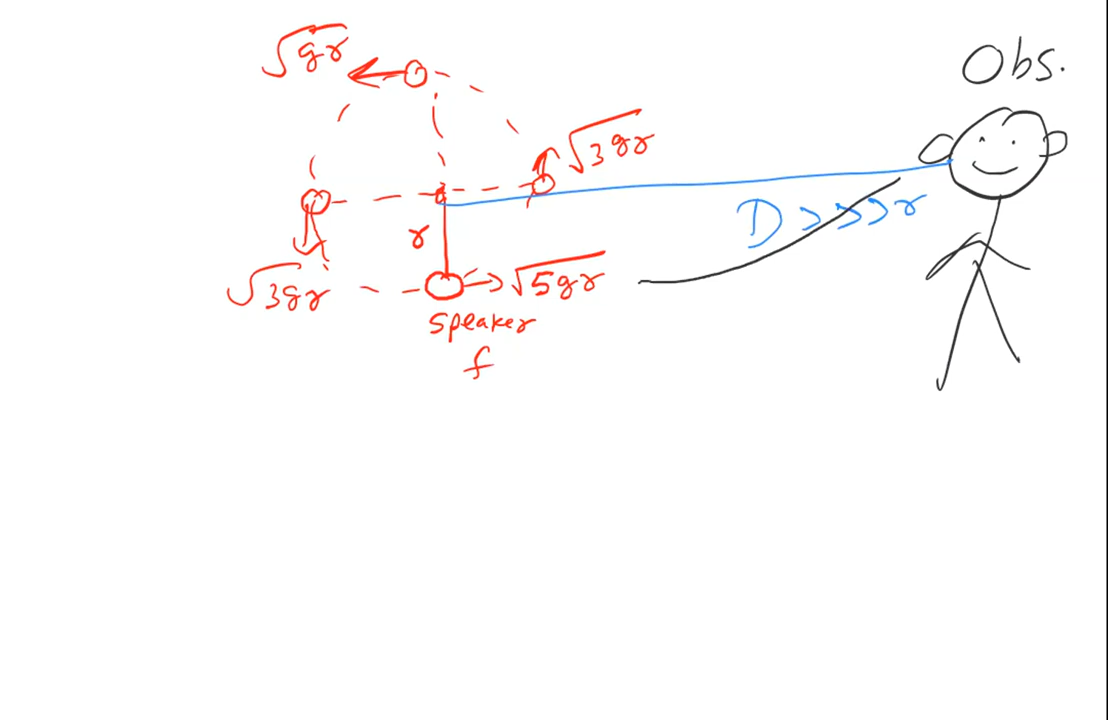 √gr
Obs.
√3gr
D >>> r
r
√3gr
√5gr
speaker
f